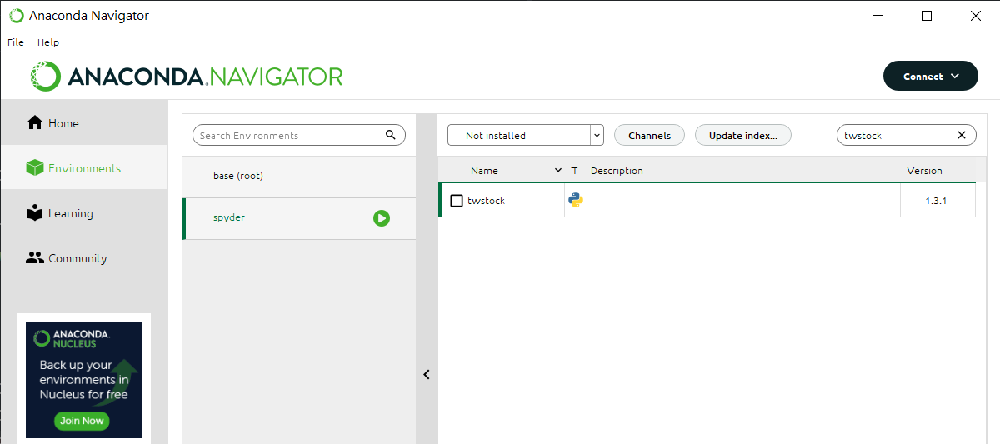 Anaconda Navigator
File Help
ANACONDA.NAVIGATOR
Connect
Home
Environments
Learning
Community
ANACONDA.
NUCLEUS
Back up your
environments in
Nucleus for free
Join Now
Search Environments
base (root)
spyder
Not installed Channels Update index... twstock
Name T Description Version
twstock 1.3.1